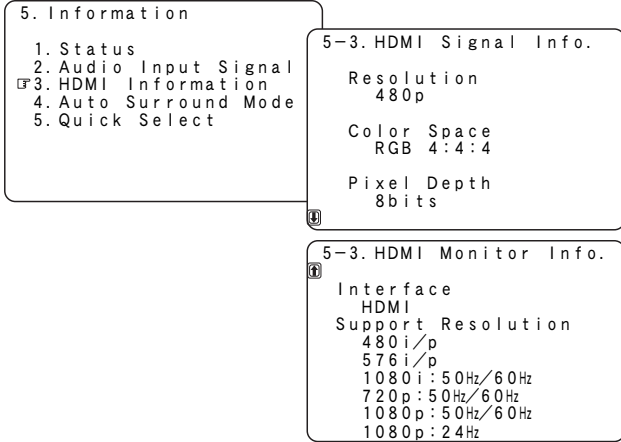 5. Information
1. Status
2. Audio Input Signal
☞3. HDMI Information
4. Auto Surround Mode
5. Quick Select
5-3. HDMI Signal Info.
Resolution
480p
Color Space
RGB 4:4:4
Pixel Depth
8bits
5-3. HDMI Monitor Info.
Interface
HDMI
Support Resolution
480i/p
576i/p
1080i:50Hz/60Hz
720p:50Hz/60Hz
1080p:50Hz/60Hz
1080p:24Hz